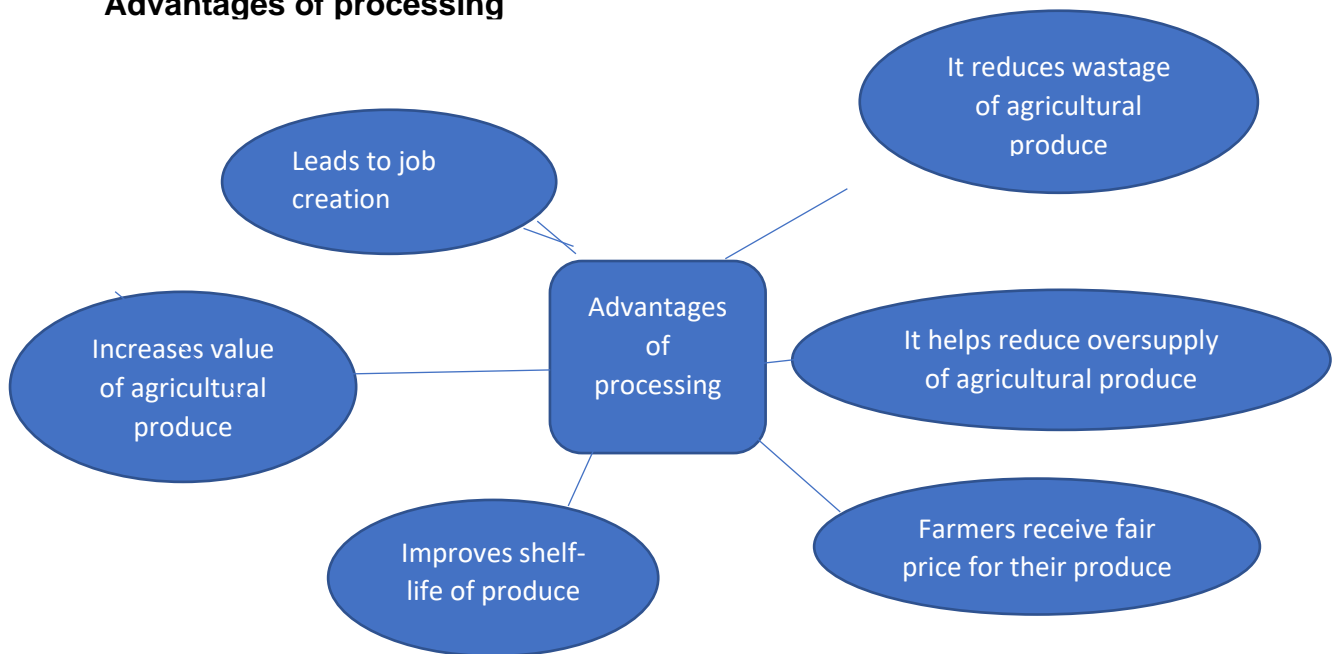 Advantages of processing
It reduces wastage
of agricultural
produce
Leads to job
creation
Advantages
of
processing
Increases value
of agricultural
produce
It helps reduce oversupply
of agricultural produce
Improves shelf-
life of produce
Farmers receive fair
price for their produce